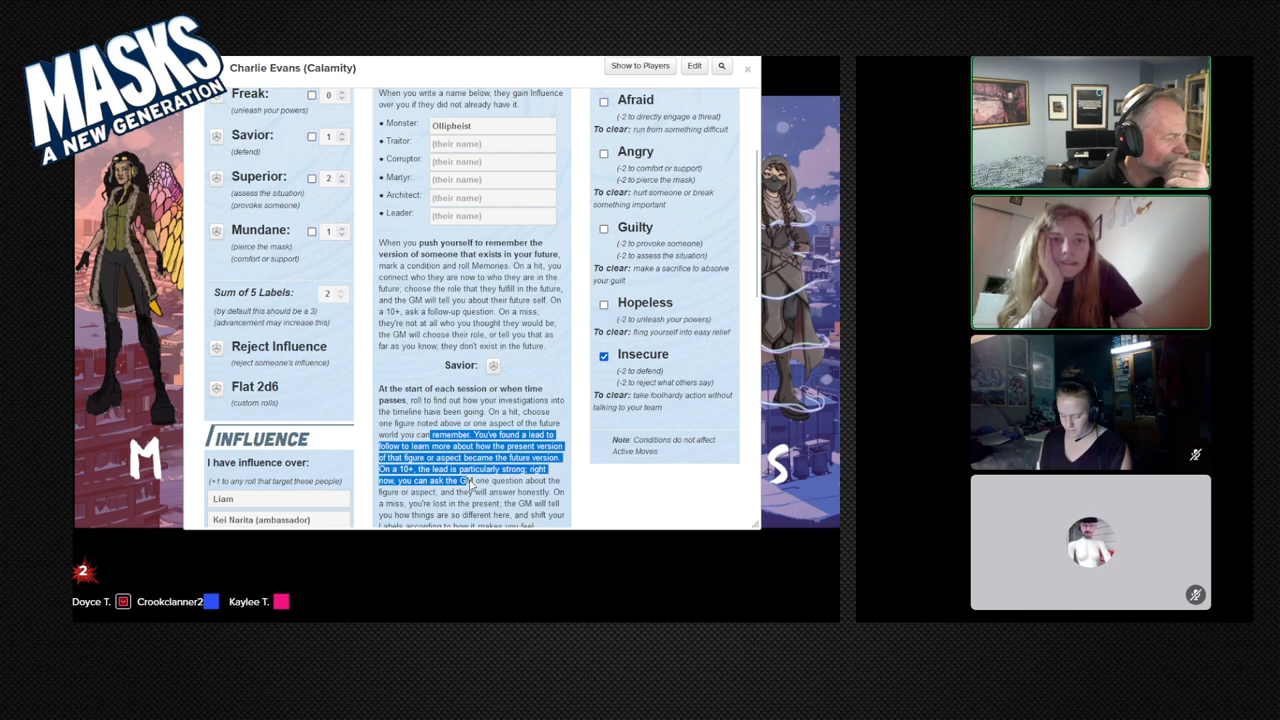 MASKS
A NEW GENERATION
Charlie Evans (Calamity)
Show to Players
Edit
Freak:
0
(unleash your powers)
Savior:
1
(defend)
Superior:
2
(assess the situation)
(provoke someone)
Mundane:
1
(pierce the mask)
(comfort or support)
Sum of 5 Labels:
2
(by default this should be a 3)
(advancement may increase this)
Reject Influence
(reject someone's influence)
Flat 2d6
(custom rolls)
INFLUENCE
I have influence over:
(+1 to any roll that target these people)
Liam
Kei Narita (ambassador)
When you write a name below, they gain Influence
over you if they did not already have it.
• Monster:
Ollipheist
• Traitor:
(their name)
• Corruptor:
(their name)
• Martyr:
(their name)
• Architect:
(their name)
• Leader:
(their name)
When you push yourself to remember the
version of someone that exists in your future,
mark a condition and roll Memories. On a hit, you
connect who they are now to who they are in the
future; choose the role that they fulfill in the future,
and the GM will tell you about their future self. On
a 10+, ask a follow-up question. On a miss,
they're not at all who you thought they would be;
the GM will choose their role, or tell you that as
far as you know, they don't exist in the future.
Savior:
At the start of each session or when time
passes, roll to find out how your investigations into
the timeline have been going. On a hit, choose
one figure noted above or one aspect of the future
world you can remember. You've found a lead to
follow to learn more about how the present version
of that figure or aspect became the future version.
On a 10+, the lead is particularly strong; right
now, you can ask the GM one question about the
figure or aspect, and they will answer honestly. On
a miss, you're lost in the present; the GM will tell
you how things are so different here, and shift your
Labels according to how it makes you feel.
Afraid
(-2 to directly engage a threat)
To clear: run from something difficult
Angry
(-2 to comfort or support)
(-2 to pierce the mask)
To clear: hurt someone or break
something important
Guilty
(-2 to provoke someone)
(-2 to assess the situation)
To clear: make a sacrifice to absolve
your guilt
Hopeless
(-2 to unleash your powers)
To clear: fling yourself into easy relief
Insecure
(-2 to defend)
(-2 to reject what others say)
To clear: take foolhardy action without
talking to your team
Note: Conditions do not affect
Active Moves
M
S
2
Doyce T.
Crookclanner2
Kaylee T.